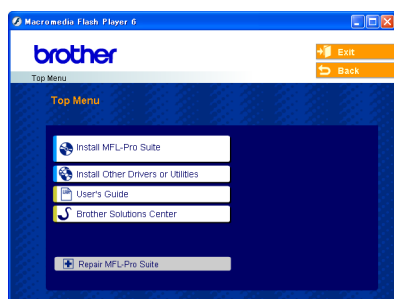 Macromedia Flash Player 6
brother
Exit
Back
Top Menu
Top Menu
Install MFL-Pro Suite
Install Other Drivers or Utilities
User's Guide
Brother Solutions Center
Repair MFL-Pro Suite